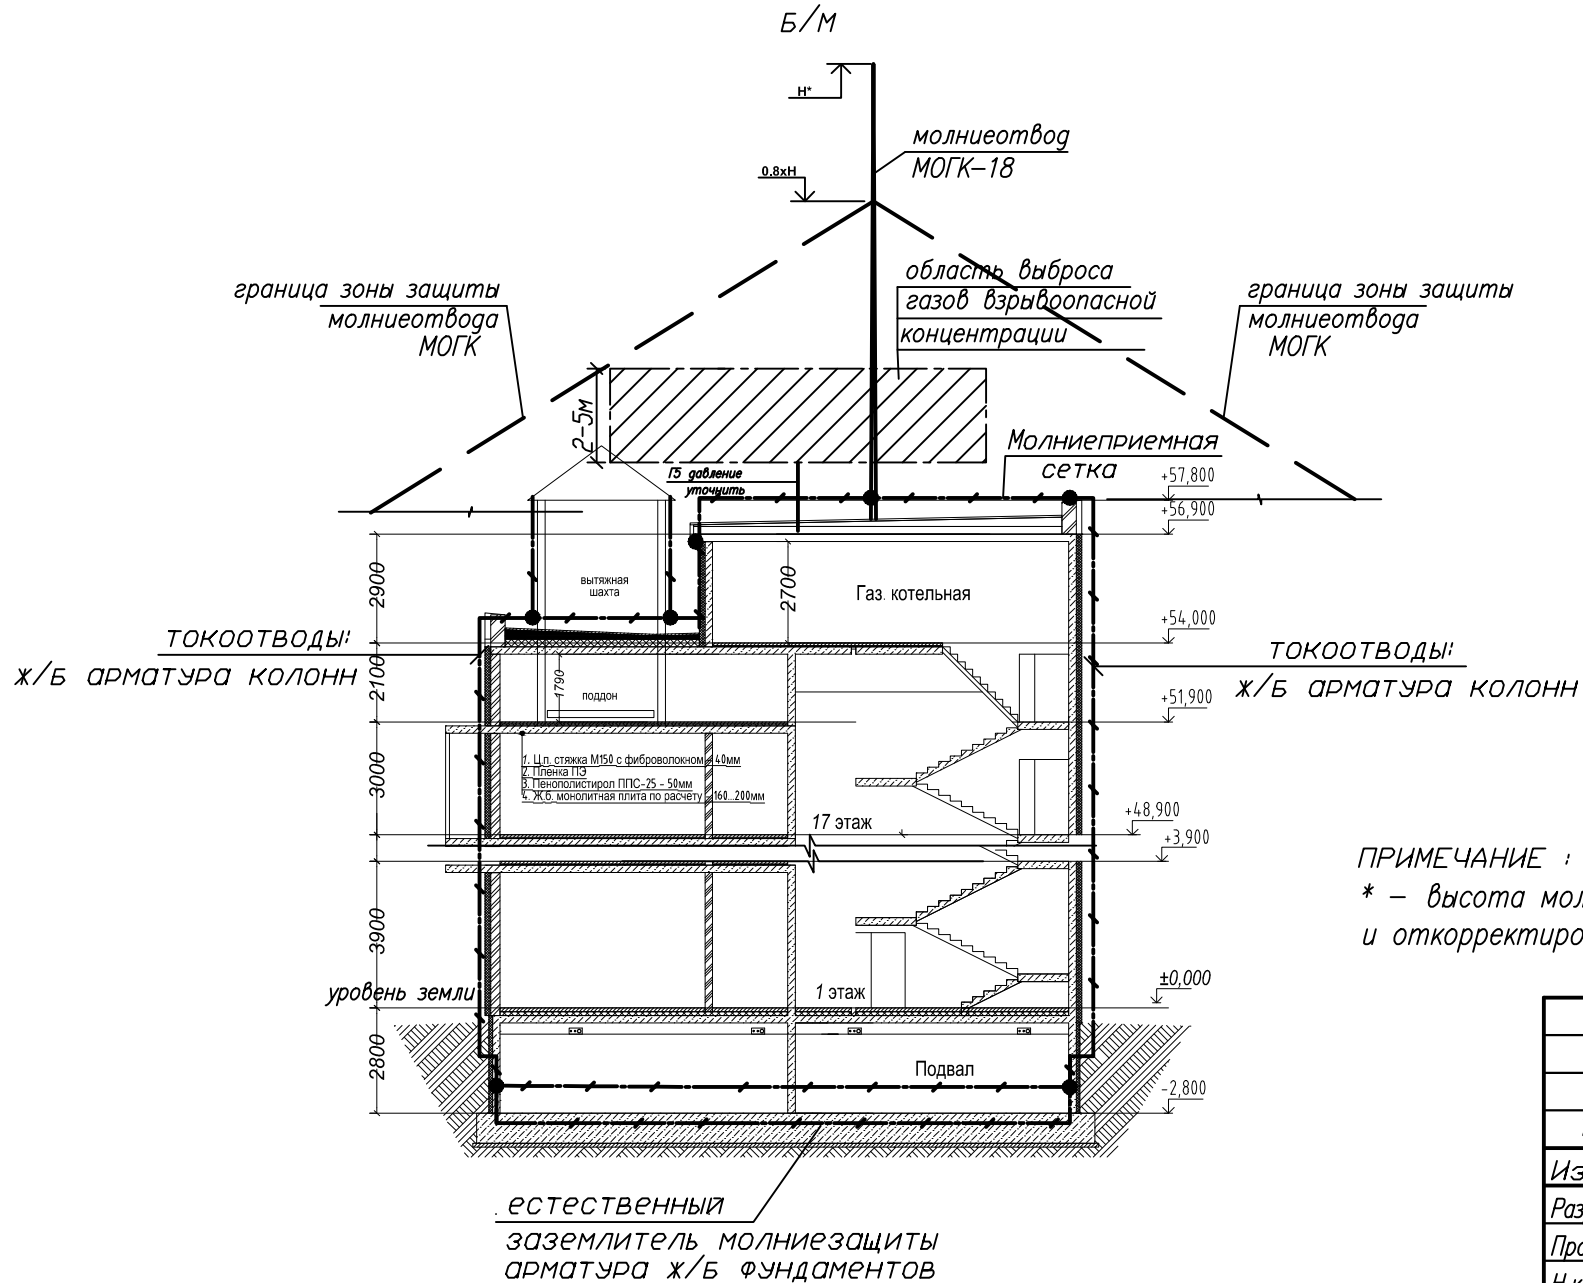 Б/М
Н*
молниеотвод
МОГК-18
0.8хН
область выброса
газов взрывоопасной
концентрации
граница зоны защиты
молниеотвода
МОГК
граница зоны защиты
молниеотвода
МОГК
2-5м
Молниеприемная
сетка
Г5 давление
уточнить
+57,800
+56,900
2900
вытяжная
шахта
2700
Газ. котельная
+54,000
ТОКООТВОДЫ:
Ж/Б АРМАТУРА КОЛОНН
ТОКООТВОДЫ:
Ж/Б АРМАТУРА КОЛОНН
2100
1790
поддон
+51,900
3000
1. Ц.п. стяжка М150 с фиброволокном - 40мм
2. Пленка ПЭ
3. Пенополистирол ППС-25 - 50мм
4. Ж.б. монолитная плита по расчету - 160...200мм
17 этаж
+48,900
+3,900
ПРИМЕЧАНИЕ :
* - высота
и
3900
уровень земли
1 этаж
±0,000
2800
Подвал
-2,800
ЕСТЕСТВЕННЫЙ
ЗАЗЕМЛИТЕЛЬ МОЛНИЕЗАЩИТЫ
АРМАТУРА Ж/Б ФУНДАМЕНТОВ
Из
Раз
Про